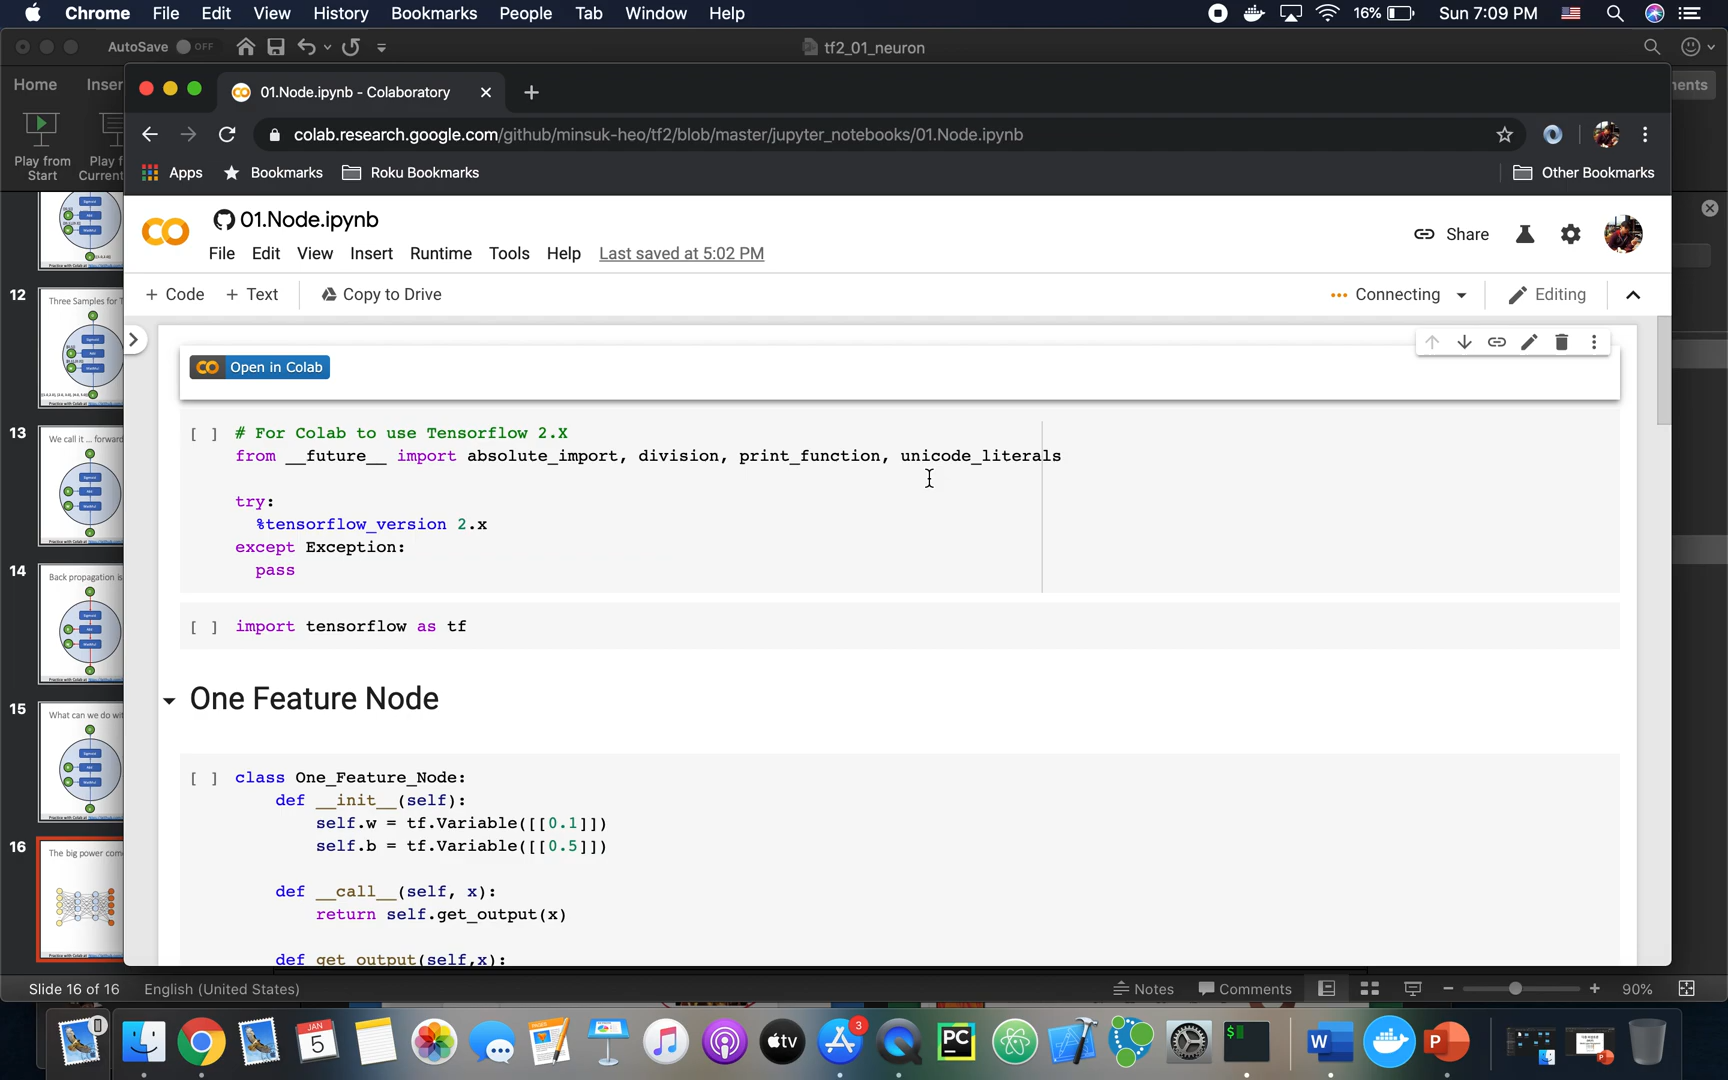 Chrome File Edit View History Bookmarks People Tab Window Help 16% Sun 7:09 PM
AutoSave OFF tf2_01_neuron
Home Inser ments
01.Node.ipynb - Colaboratory
colab.research.google.com/github/minsuk-heo/tf2/blob/master/jupyter_notebooks/01.Node.ipynb
Play from Start
Play f Current
Apps Bookmarks Roku Bookmarks Other Bookmarks
01.Node.ipynb
File Edit View Insert Runtime Tools Help Last saved at 5:02 PM
Share
+ Code + Text Copy to Drive Connecting Editing
Open in Colab
[ ] # For Colab to use Tensorflow 2.X
from __future__ import absolute_import, division, print_function, unicode_literals
try:
%tensorflow_version 2.x
except Exception:
pass
[ ] import tensorflow as tf
One Feature Node
[ ] class One_Feature_Node:
def __init__(self):
self.w = tf.Variable([[0.1]])
self.b = tf.Variable([[0.5]])
def __call__(self, x):
return self.get_output(x)
def get_output(self,x):
12 Three Samples for T
13 We call it ... forward
14 Back propagation is
15 What can we do wit
16 The big power com
Slide 16 of 16 English (United States) Notes Comments 90%
JAN
5
tv
3
PC
$
W
P